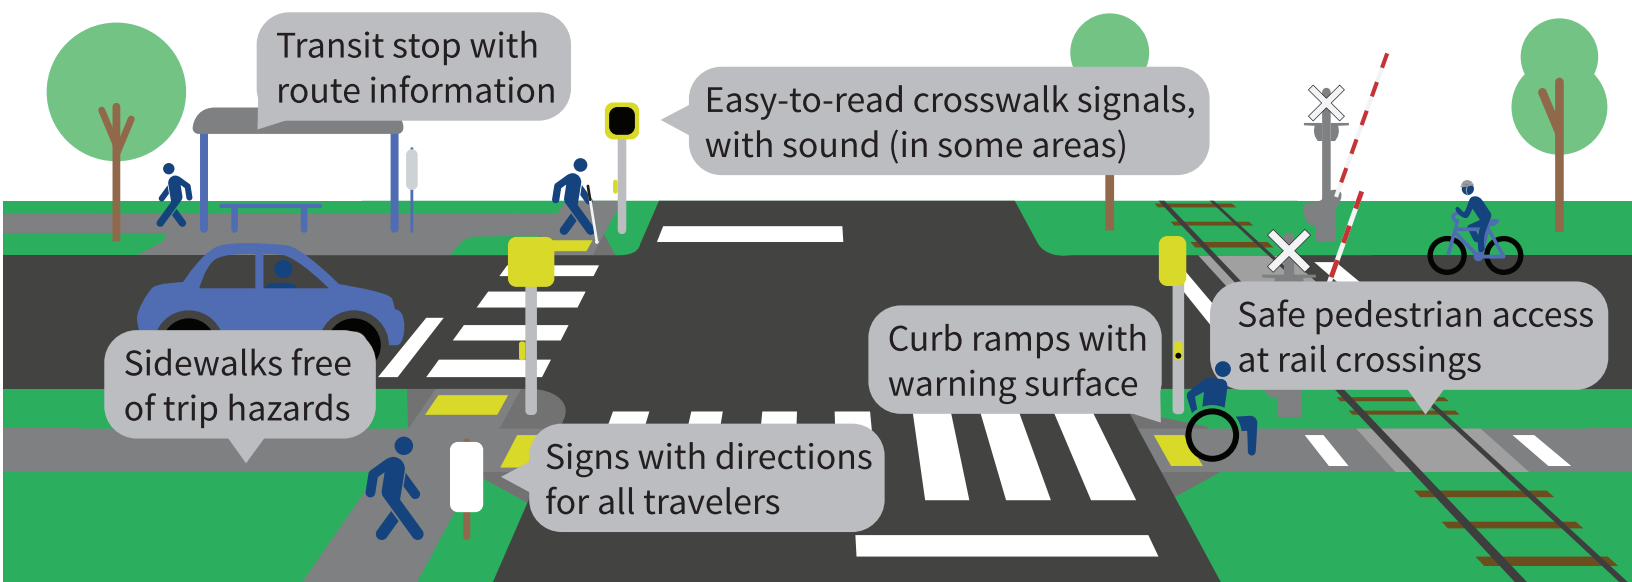 Transit stop with
route information
Easy-to-read crosswalk signals,
with sound (in some areas)
Safe pedestrian access
at rail crossings
Curb ramps with
warning surface
Sidewalks free
of trip hazards
Signs with directions
for all travelers